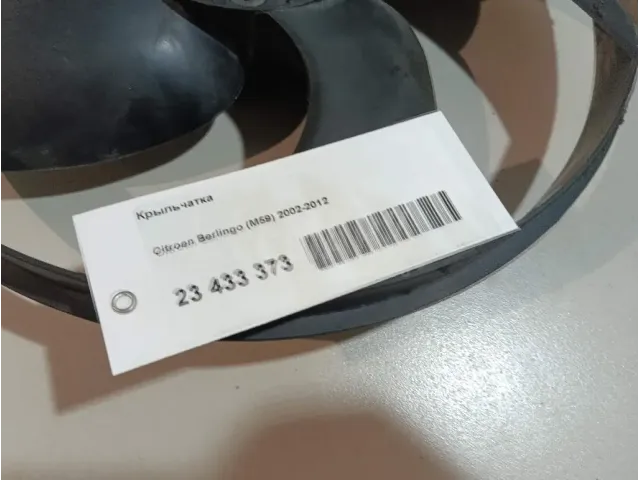 Крыльчатка
Citroen Berlingo (M59) 2002-2012
23 433 373